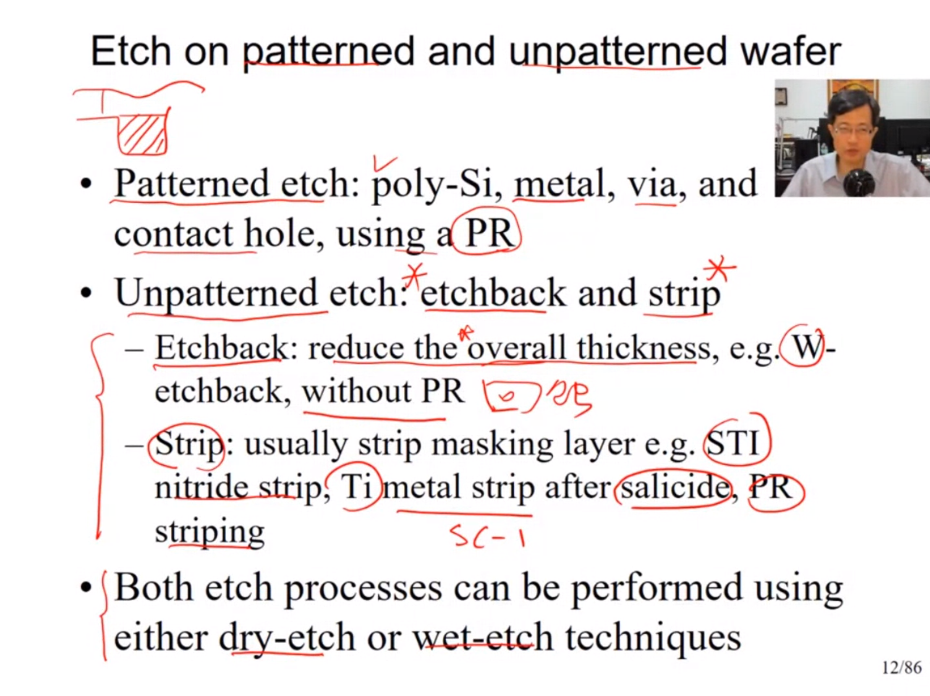 Etch on patterned and unpatterned wafer
• Patterned etch: poly-Si, metal, via, and
contact hole, using a PR
• Unpatterned etch: etchback and strip
– Etchback: reduce the overall thickness, e.g. W-
etchback, without PR
– Strip: usually strip masking layer e.g. STI
nitride strip, Ti metal strip after salicide, PR
striping
SC-1
• Both etch processes can be performed using
either dry-etch or wet-etch techniques
12/86